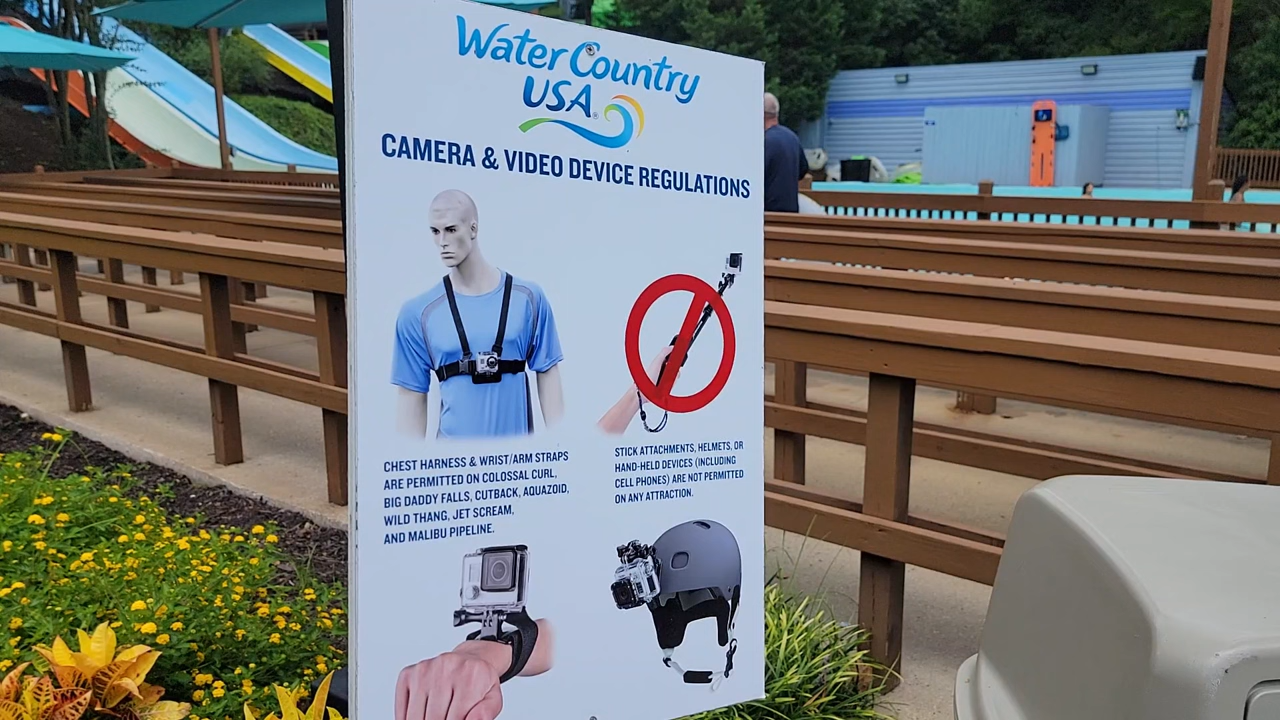 Water Country
USA®
CAMERA & VIDEO DEVICE REGULATIONS
CHEST HARNESS & WRIST/ARM STRAPS
ARE PERMITTED ON COLOSSAL CURL,
BIG DADDY FALLS, CUTBACK, AQUAZOID,
WILD THANG, JET SCREAM,
AND MALIBU PIPELINE.
STICK ATTACHMENTS, HELMETS, OR
HAND-HELD DEVICES (INCLUDING
CELL PHONES) ARE NOT PERMITTED
ON ANY ATTRACTION.